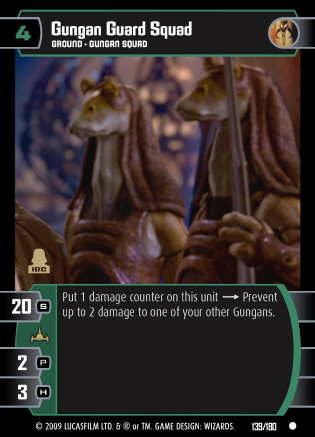 4
Gungan Guard Squad
GROUND - GUNGAN SQUAD
IDC
20 S
Put 1 damage counter on this unit → Prevent
up to 2 damage to one of your other Gungans.
2 P
3 H
© 2009 LUCASFILM LTD. & ® or TM. GAME DESIGN: WIZARDS. 139/180